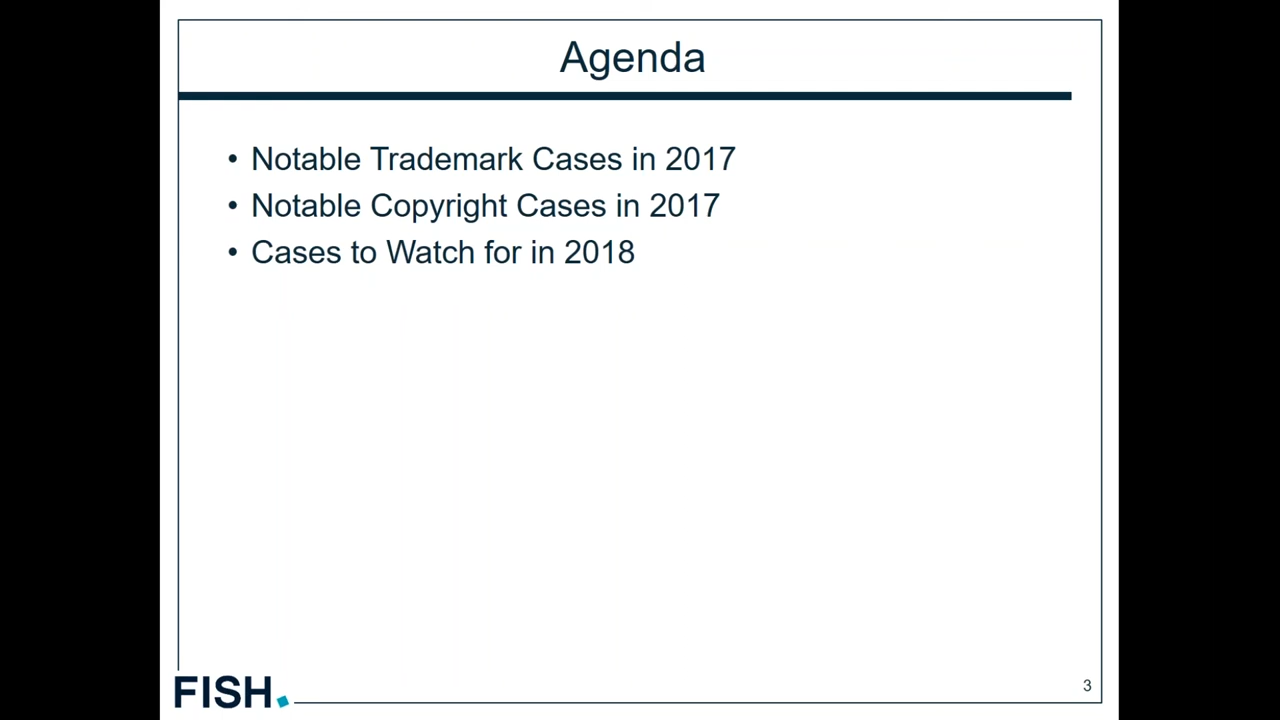 Agenda
• Notable Trademark Cases in 2017
• Notable Copyright Cases in 2017
• Cases to Watch for in 2018
FISH.
3